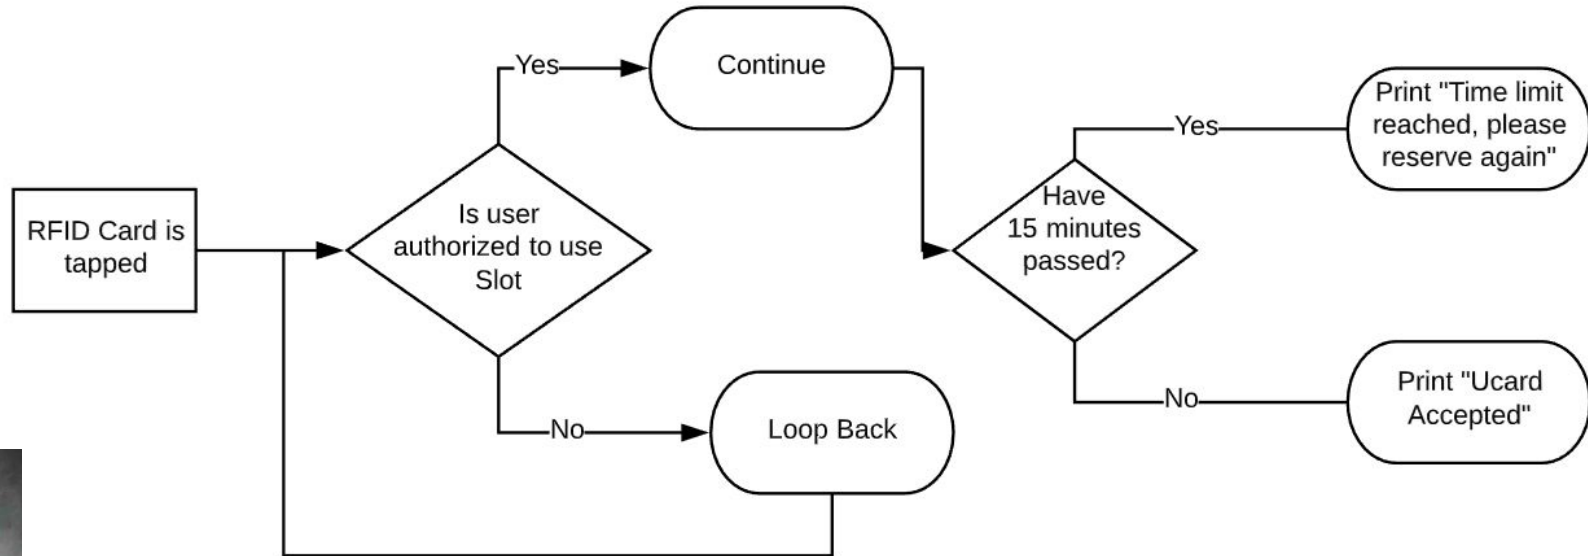 RFID Card is
tapped
Is user
authorized to use
Slot
Yes
Continue
No
Loop Back
Have
15 minutes
passed?
Yes
Print "Time limit
reached, please
reserve again"
No
Print "Ucard
Accepted"